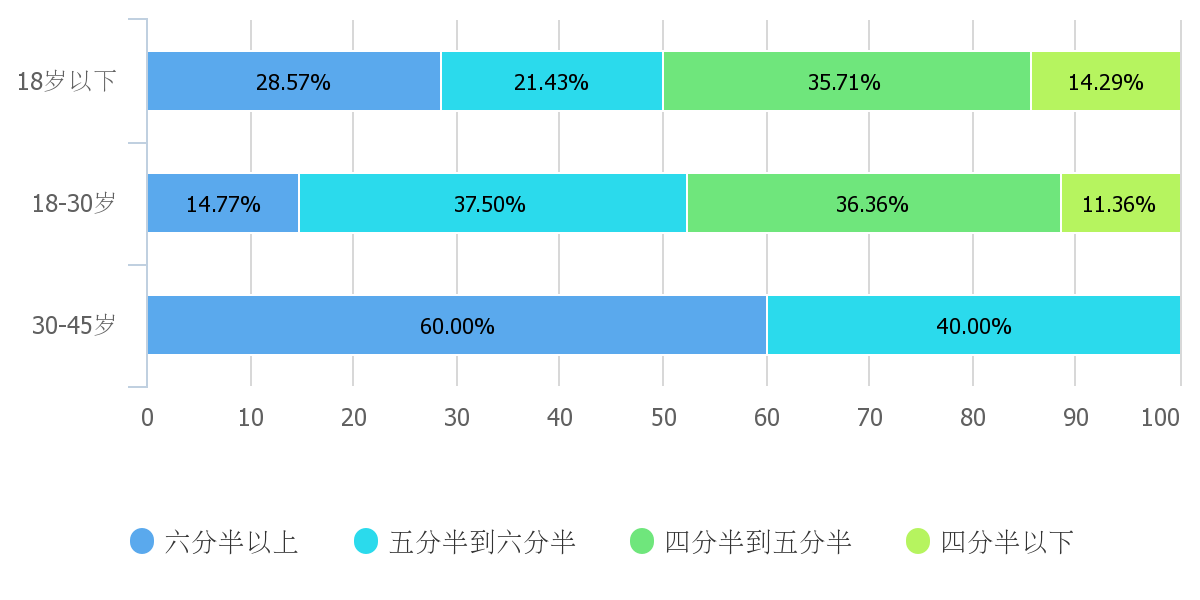 18岁以下 28.57% 21.43% 35.71% 14.29%
18-30岁 14.77% 37.50% 36.36% 11.36%
30-45岁 60.00% 40.00%
0 10 20 30 40 50 60 70 80 90 100
六分半以上 五分半到六分半 四分半到五分半 四分半以下